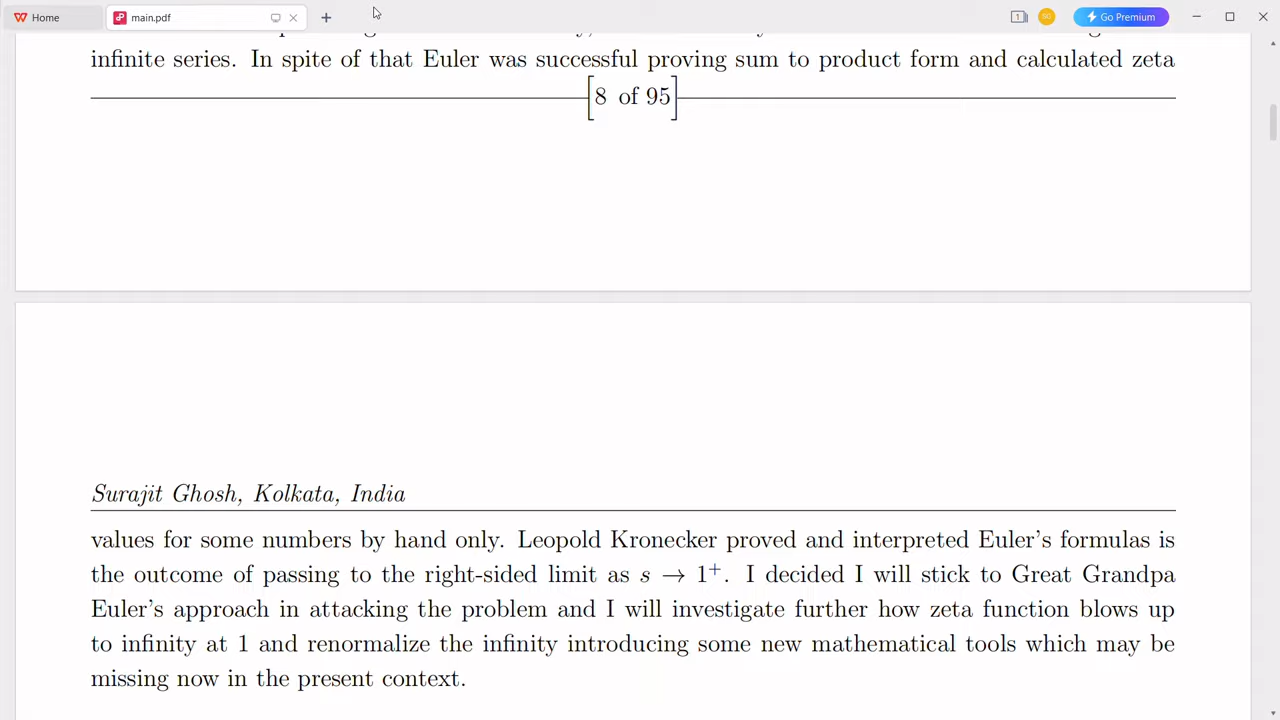 Home
main.pdf
1
SG
Go Premium
infinite series. In spite of that Euler was successful proving sum to product form and calculated zeta
8 of 95
Surajit Ghosh, Kolkata, India
values for some numbers by hand only. Leopold Kronecker proved and interpreted Euler's formulas is
the outcome of passing to the right-sided limit as s → 1⁺. I decided I will stick to Great Grandpa
Euler's approach in attacking the problem and I will investigate further how zeta function blows up
to infinity at 1 and renormalize the infinity introducing some new mathematical tools which may be
missing now in the present context.